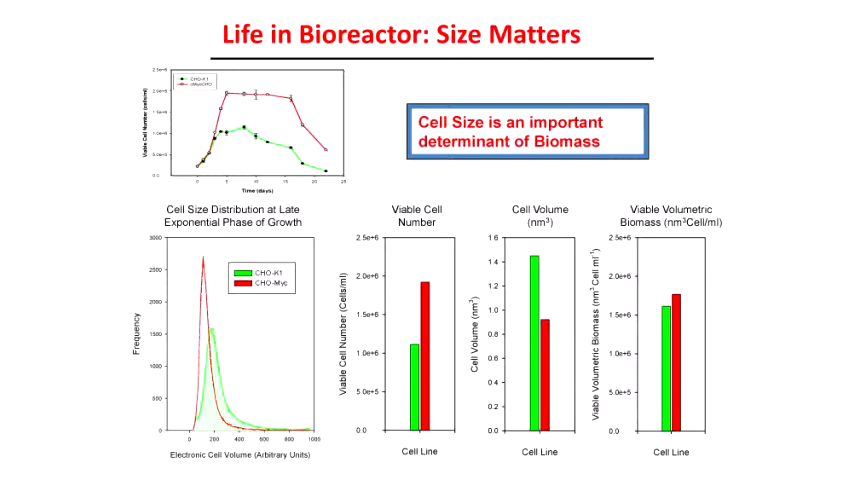 Life in Bioreactor: Size Matters
2.5e+6
2.0e+6
1.5e+6
1.0e+6
5.0e+5
0.0
Viable Cell Number (cells/ml)
CHO-K1
cMycCHO
0 5 10 15 20 25
Time (days)
Cell Size is an important
determinant of Biomass
Cell Size Distribution at Late
Exponential Phase of Growth
3000
2500
2000
1500
1000
500
0
Frequency
CHO-K1
CHO-Myc
0 200 400 600 800 1000
Electronic Cell Volume (Arbitrary Units)
Viable Cell
Number
2.5e+6
2.0e+6
1.5e+6
1.0e+6
5.0e+5
0.0
Viable Cell Number (Cells/ml)
Cell Line
Cell Volume
(nm³)
1.6
1.4
1.2
1.0
0.8
0.6
0.4
0.2
0.0
Cell Volume (nm³)
Cell Line
Viable Volumetric
Biomass (nm³Cell/ml)
2.5e+6
2.0e+6
1.5e+6
1.0e+6
5.0e+5
0.0
Viable Volumetric Biomass (nm³ Cell ml⁻¹)
Cell Line